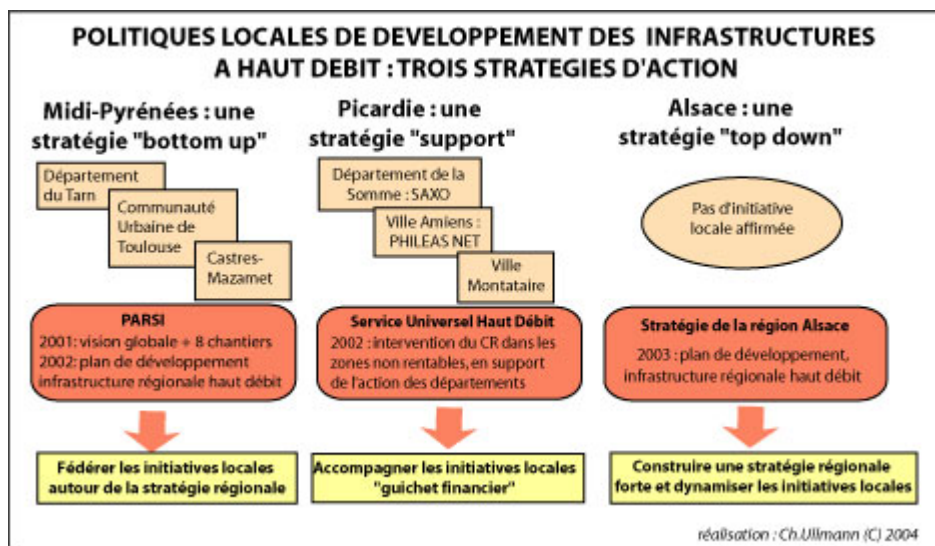 POLITIQUES LOCALES DE DEVELOPPEMENT DES INFRASTRUCTURES
A HAUT DEBIT : TROIS STRATEGIES D'ACTION
Midi-Pyrénées : une
stratégie "bottom up"
Département
du Tarn
Communauté
Urbaine de
Toulouse
Castres-
Mazamet
PARSI
2001: vision globale + 8 chantiers
2002: plan de développement
infrastructure régionale haut débit
Fédérer les initiatives locales
autour de la stratégie régionale
Picardie : une
stratégie "support"
Département de la
Somme : SAXO
Ville Amiens :
PHILEAS NET
Ville
Montataire
Service Universel Haut Débit
2002 : intervention du CR dans les
zones non rentables, en support
de l'action des départements
Accompagner les initiatives locales
"guichet financier"
Alsace : une
stratégie "top down"
Pas d'initiative
locale affirmée
Stratégie de la région Alsace
2003 : plan de développement,
infrastructure régionale haut débit
Construire une stratégie régionale
forte et dynamiser les initiatives locales
réalisation : Ch.Ullmann (C) 2004